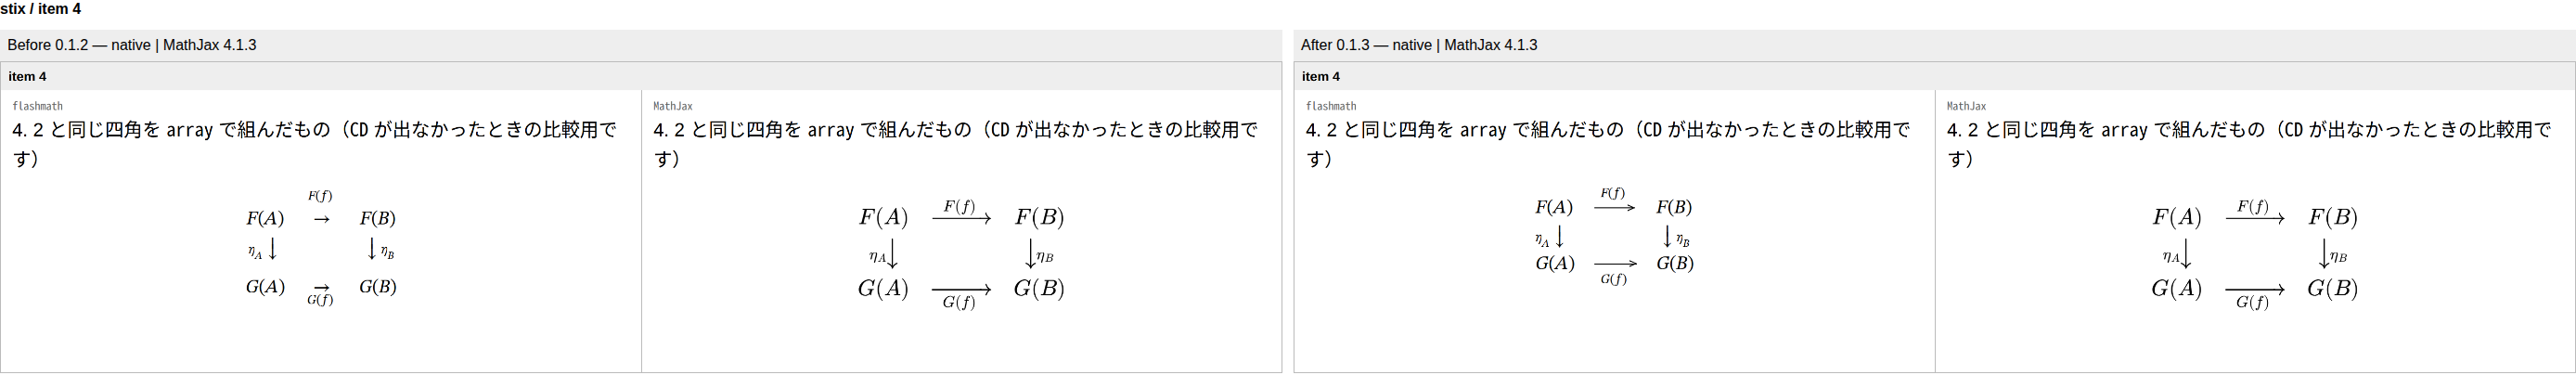 stix / item 4
Before 0.1.2 — native | MathJax 4.1.3
item 4
flashmath
4. 2 と同じ四角を array で組んだもの（CD が出なかったときの比較用で
す）
F(f)
F(A) → F(B)
η_A ↓ ↓ η_B
G(A) → G(B)
G(f)
MathJax
4. 2 と同じ四角を array で組んだもの（CD が出なかったときの比較用で
す）
F(f)
F(A) ⟶ F(B)
η_A ↓ ↓ η_B
G(A) ⟶ G(B)
G(f)
After 0.1.3 — native | MathJax 4.1.3
item 4
flashmath
4. 2 と同じ四角を array で組んだもの（CD が出なかったときの比較用で
す）
F(f)
F(A) ⟶ F(B)
η_A ↓ ↓ η_B
G(A) ⟶ G(B)
G(f)
MathJax
4. 2 と同じ四角を array で組んだもの（CD が出なかったときの比較用で
す）
F(f)
F(A) ⟶ F(B)
η_A ↓ ↓ η_B
G(A) ⟶ G(B)
G(f)